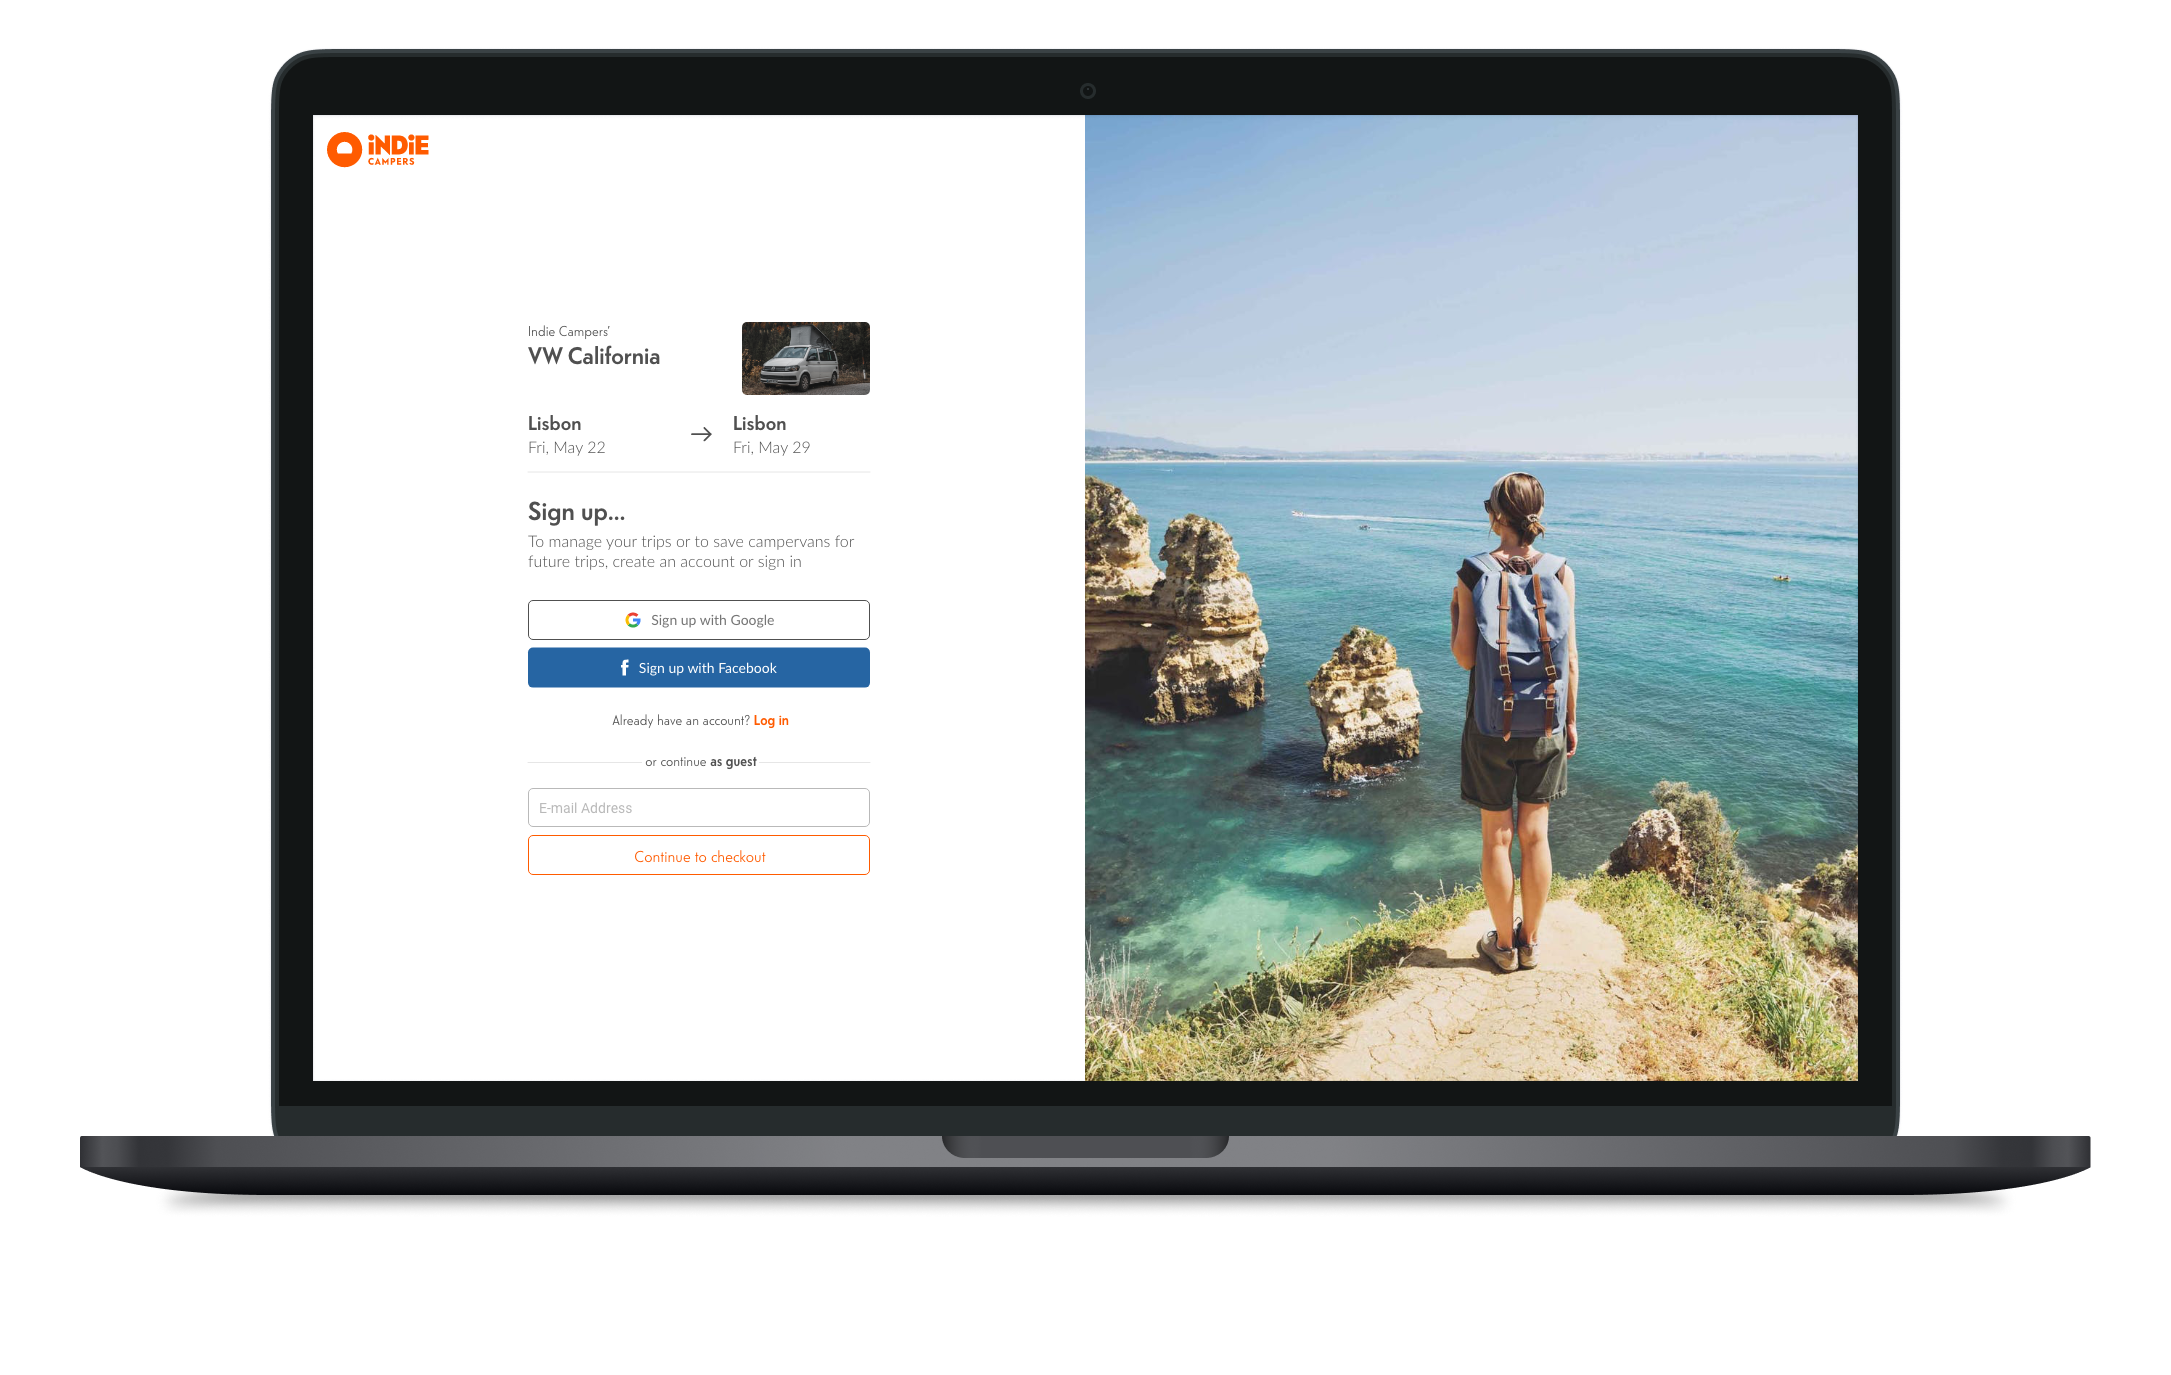 iNDiE
CAMPERS
Indie Campers'
VW California
Lisbon
Fri, May 22
Lisbon
Fri, May 29
Sign up...
To manage your trips or to save campervans for
future trips, create an account or sign in
Sign up with Google
Sign up with Facebook
Already have an account? Log in
or continue as guest
E-mail Address
Continue to checkout